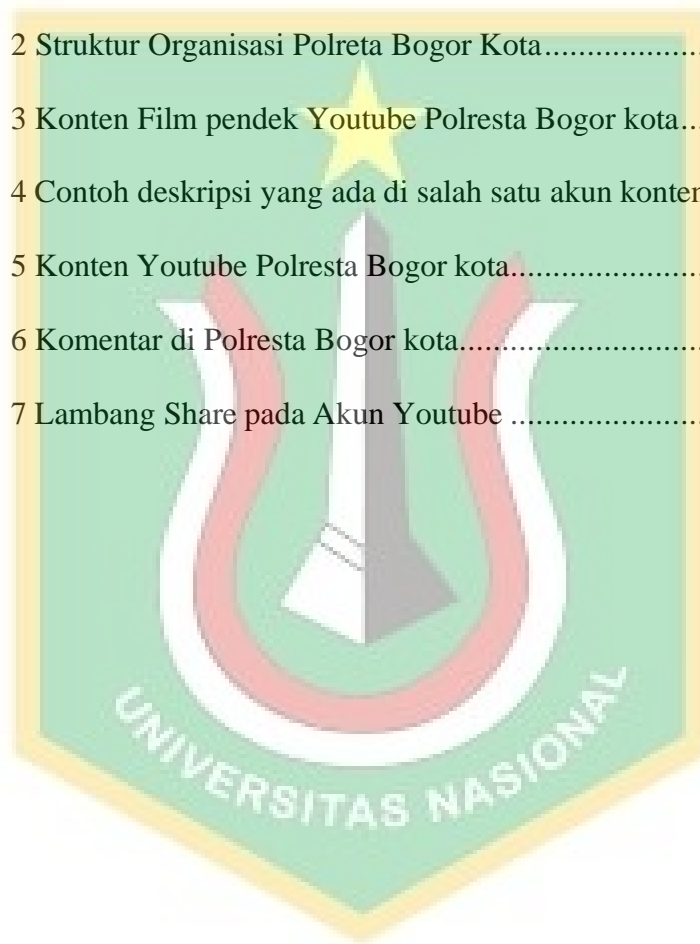 2 Struktur Organisasi Polreta Bogor Kota....................
3 Konten Film pendek Youtube Polresta Bogor kota...
4 Contoh deskripsi yang ada di salah satu akun konten
5 Konten Youtube Polresta Bogor kota........................
6 Komentar di Polresta Bogor kota..............................
7 Lambang Share pada Akun Youtube ........................
UNIVERSITAS NASIONAL